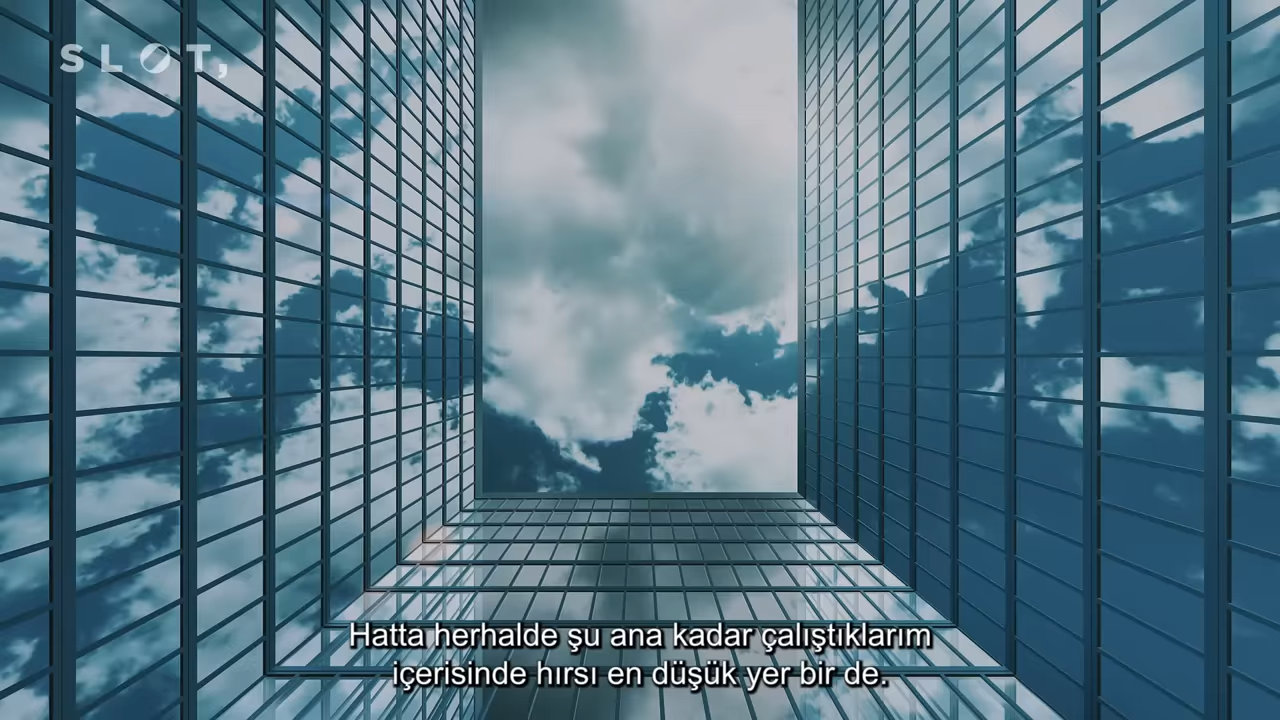 SLOT,
Hatta herhalde şu ana kadar çalıştıklarım
içerisinde hırsı en düşük yer bir de.